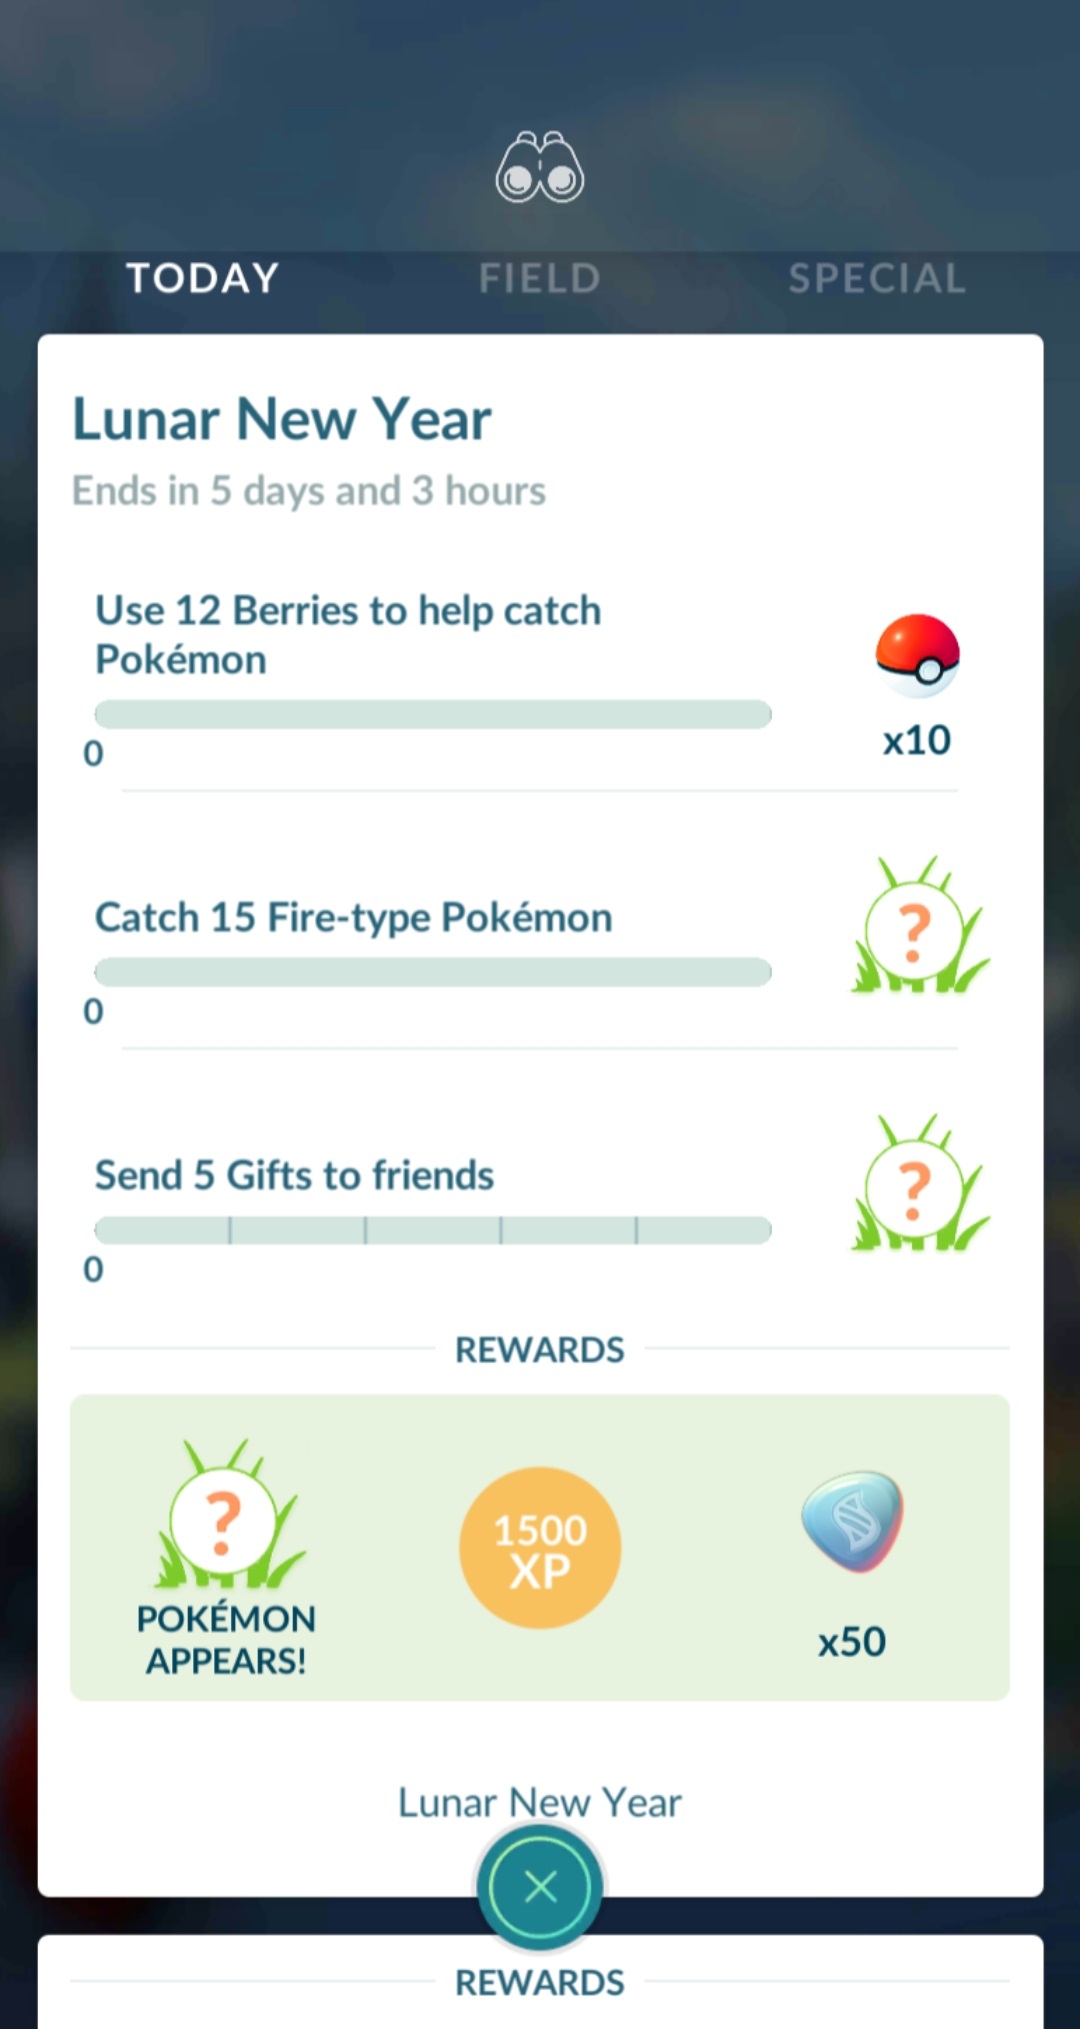 TODAY
FIELD
SPECIAL
Lunar New Year
Ends in 5 days and 3 hours
Use 12 Berries to help catch
Pokémon
0
x10
Catch 15 Fire-type Pokémon
0
?
Send 5 Gifts to friends
0
?
REWARDS
?
POKÉMON
APPEARS!
1500
XP
x50
Lunar New Year
REWARDS